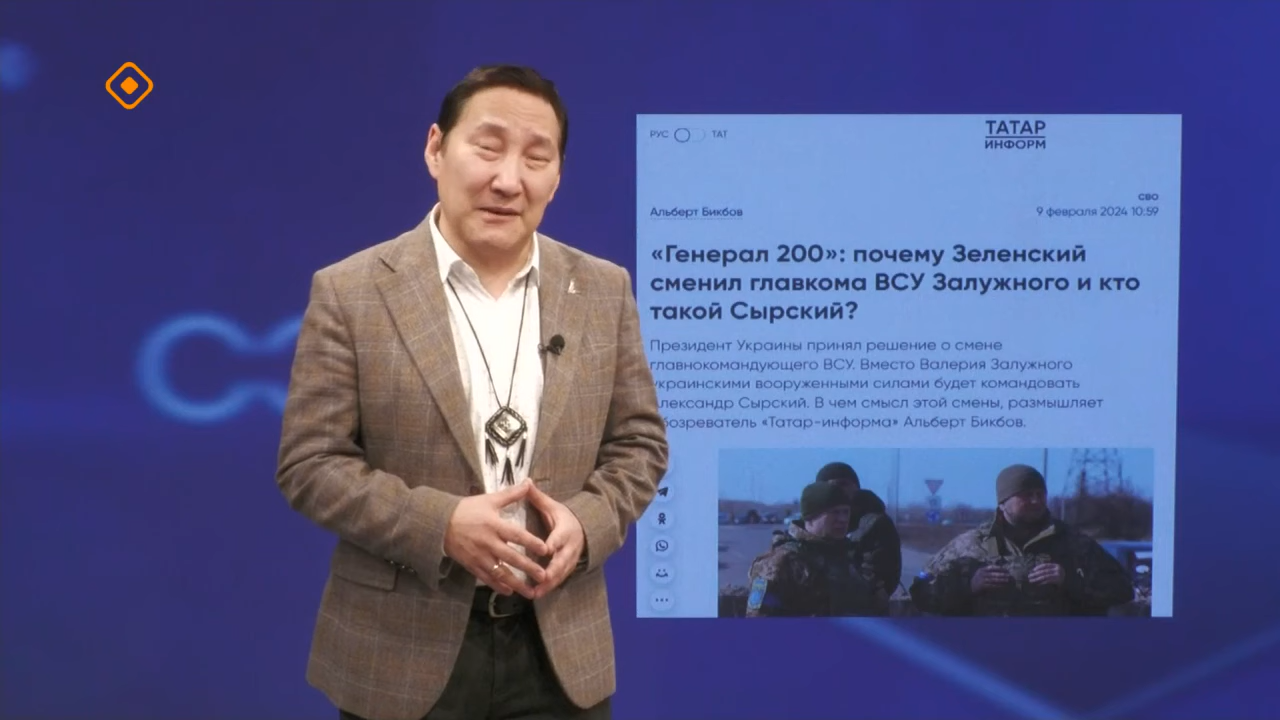 РУС ТАТ
ТАТАР
ИНФОРМ
СВО
Альберт Бикбов
9 февраля 2024 10:59
«Генерал 200»: почему Зеленский
сменил главкома ВСУ Залужного и кто
такой Сырский?
Президент Украины принял решение о смене
главнокомандующего ВСУ. Вместо Валерия Залужного
украинскими вооруженными силами будет командовать
Александр Сырский. В чем смысл этой смены, размышляет
обозреватель «Татар-информа» Альберт Бикбов.